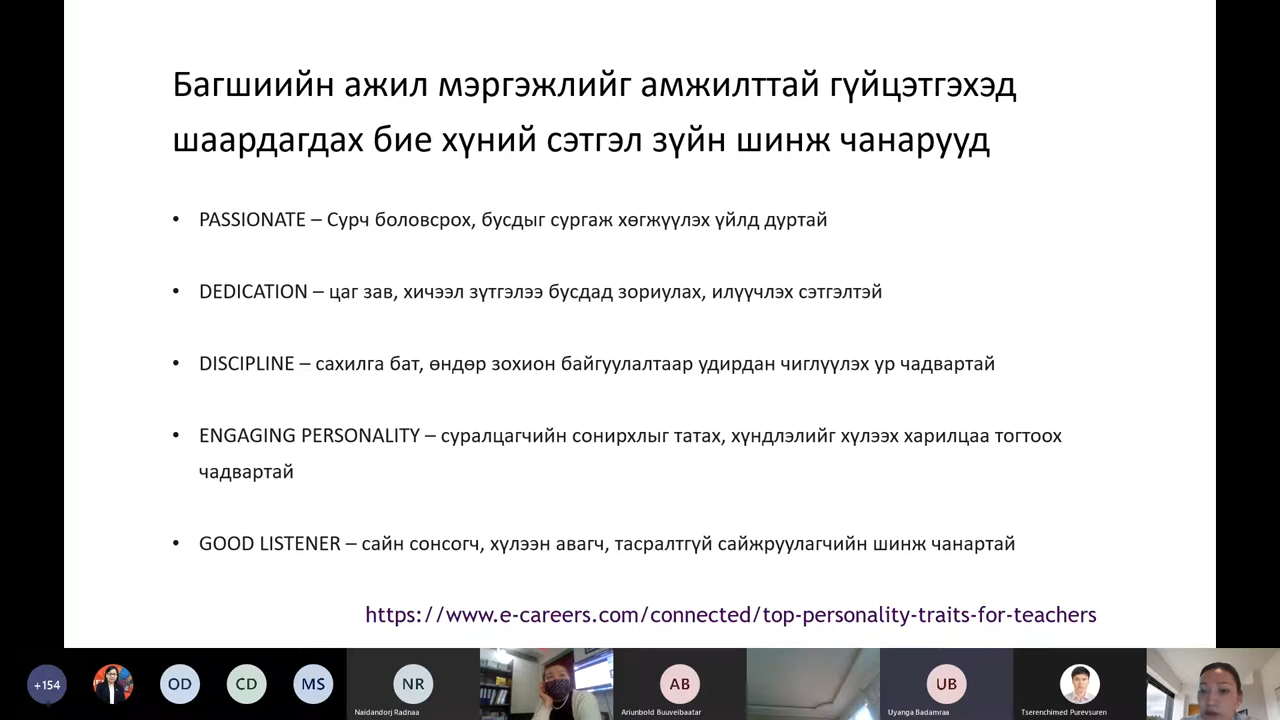 Багшиийн ажил мэргэжлийг амжилттай гүйцэтгэхэд
шаардагдах бие хүний сэтгэл зүйн шинж чанарууд
• PASSIONATE – Сурч боловсрох, бусдыг сургаж хөгжүүлэх үйлд дуртай
• DEDICATION – цаг зав, хичээл зүтгэлээ бусдад зориулах, илүүчлэх сэтгэлтэй
• DISCIPLINE – сахилга бат, өндөр зохион байгуулалтаар удирдан чиглүүлэх ур чадвартай
• ENGAGING PERSONALITY – суралцагчийн сонирхлыг татах, хүндлэлийг хүлээх харилцаа тогтоох
чадвартай
• GOOD LISTENER – сайн сонсогч, хүлээн авагч, тасралтгүй сайжруулагчийн шинж чанартай
https://www.e-careers.com/connected/top-personality-traits-for-teachers
+154
OD
CD
MS
NR
AB
UB
Naidandorj Radnaa
Ariunbold Buuveibaatar
Uyanga Badamraa
Tserenchimed Purevsuren